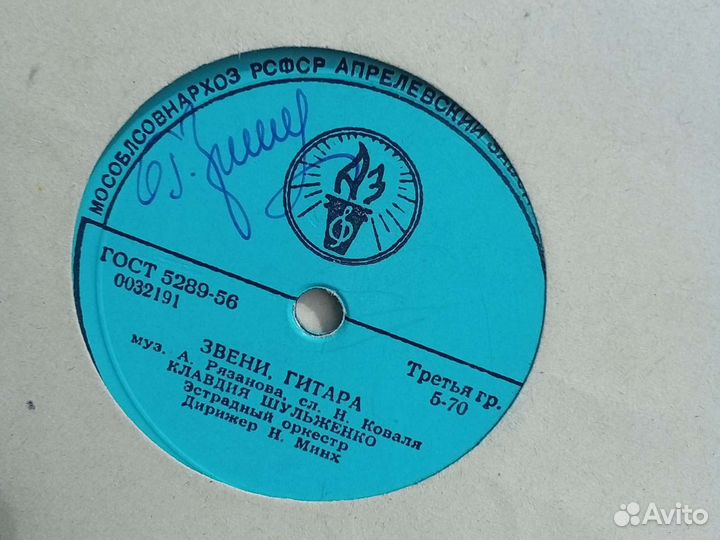 МОСОБЛСОВНАРХОЗ РСФСР АПРЕЛЕВСКИЙ
АЗ
ГОСТ 5289-56
0032191
Третья гр.
5-70
ЗВЕНИ, ГИТАРА
муз. А. Рязанова, сл. Н. Коваля
КЛАВДИЯ ШУЛЬЖЕНКО
Эстрадный оркестр
Дирижер Н. Минх
Avito